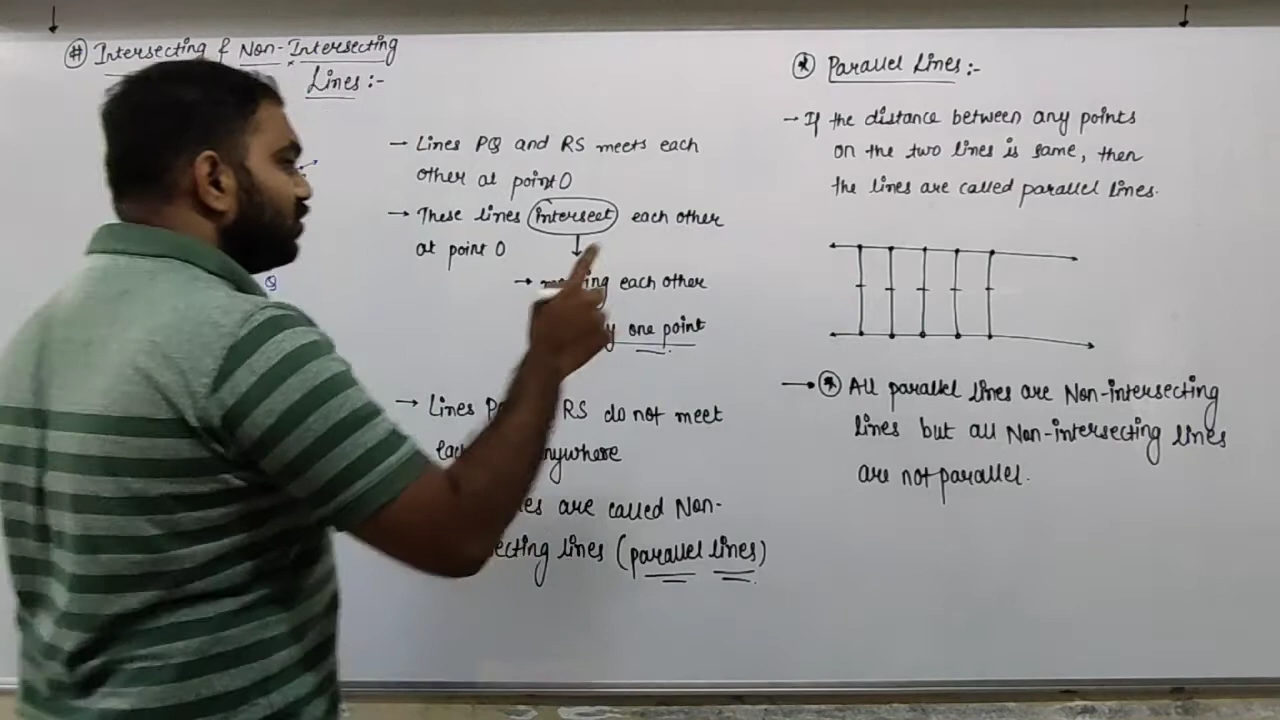 # Intersecting & Non-Intersecting
Lines:-
→ Lines PQ and RS meets each
other at point O
→ These lines intersect each other
at point O
→ each other
one point
→ Lines RS do not meet
are called Non-
lines (parallel lines)
Q
* Parallel Lines:-
→ If the distance between any points
on the two lines is same, then
the lines are called parallel lines.
→ * All parallel lines are Non-intersecting
lines but all Non-intersecting lines
are not parallel.